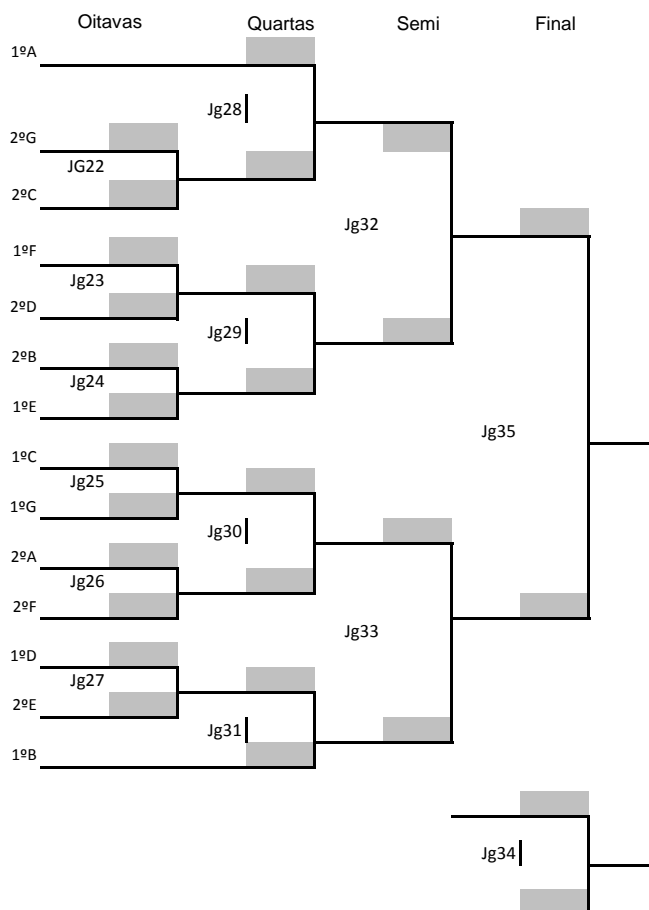 Oitavas Quartas Semi Final
1ºA
Jg28
2ºG
JG22
2ºC
Jg32
1ºF
Jg23
2ºD
Jg29
2ºB
Jg24
1ºE
Jg35
1ºC
Jg25
1ºG
Jg30
2ºA
Jg26
2ºF
Jg33
1ºD
Jg27
2ºE
Jg31
1ºB
Jg34